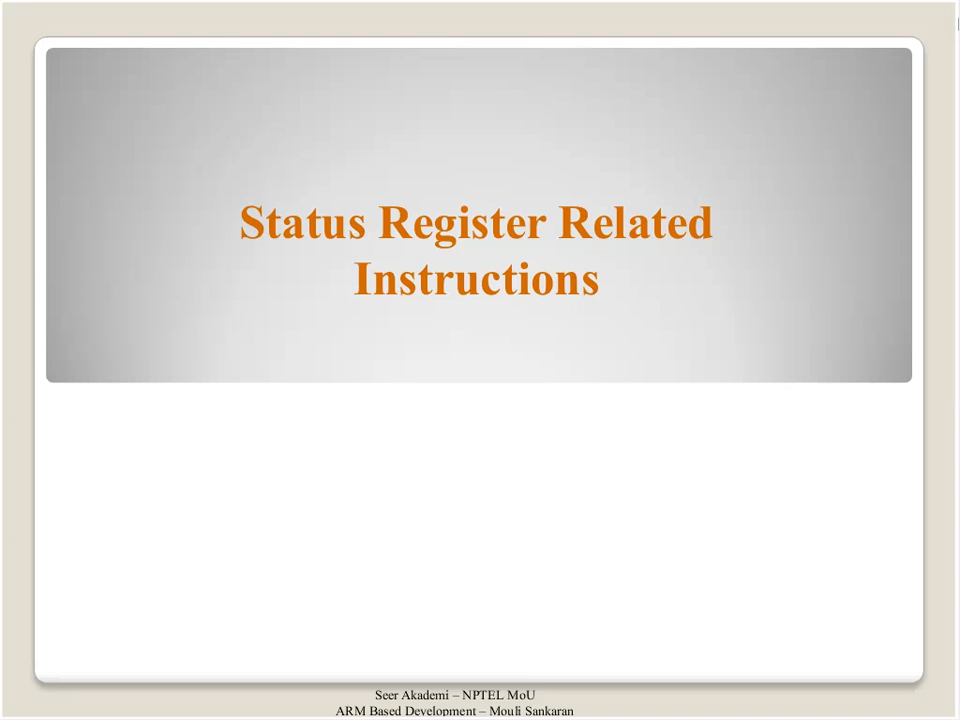 Status Register Related
Instructions
Seer Akademi – NPTEL MoU
ARM Based Development – Mouli Sankaran